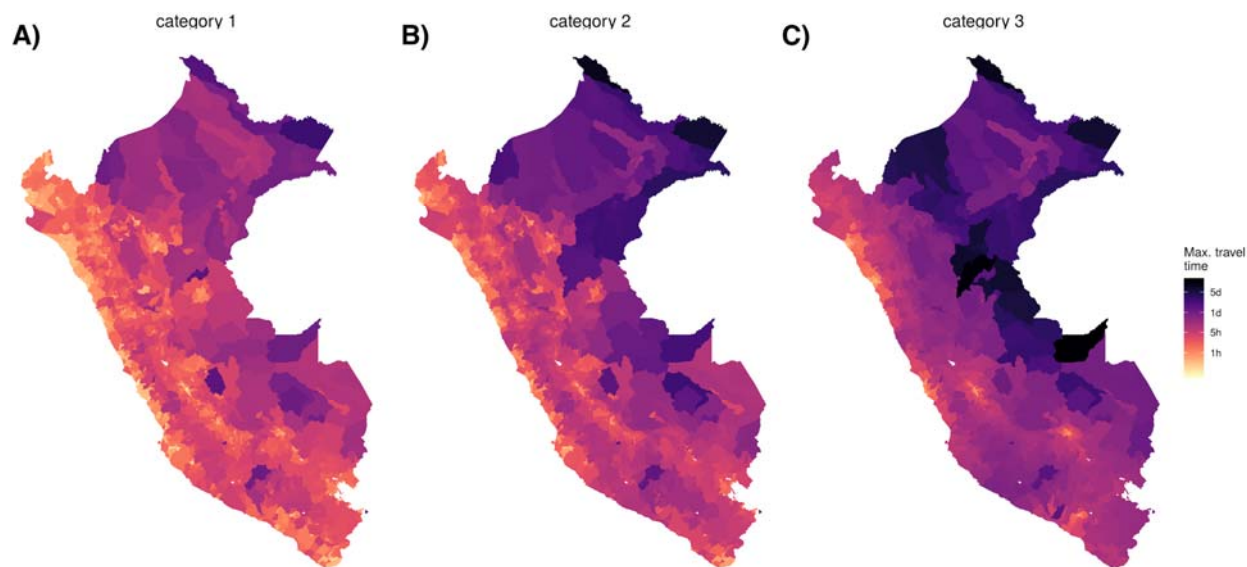 category 1
category 2
category 3
A)
B)
C)
Max. travel
time
5d
1d
5h
1h